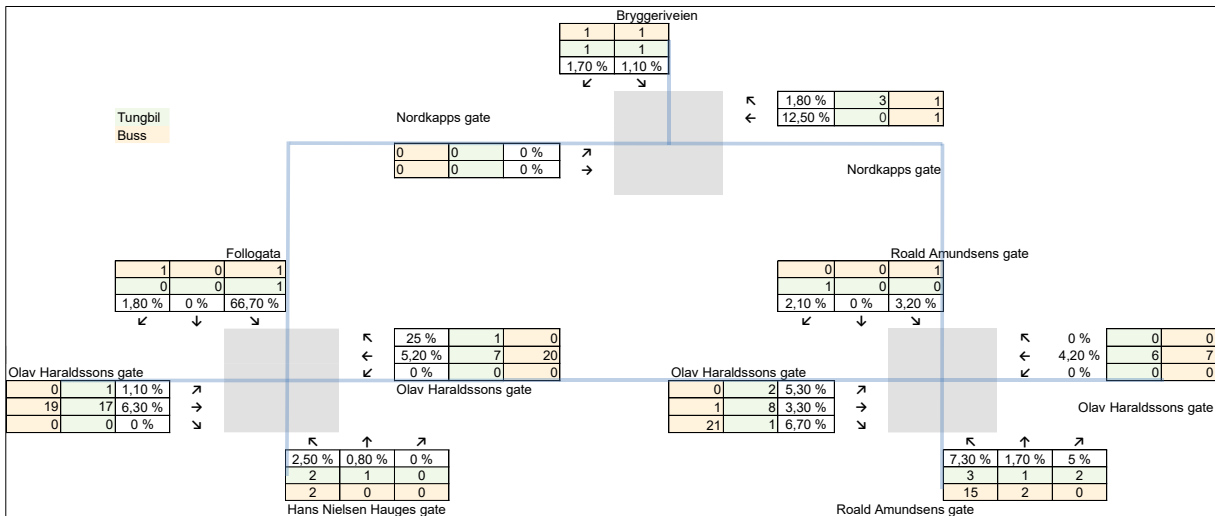 Bryggeriveien
1 1
1 1
1,70 % 1,10 %
↙ ↘
↖ 1,80 % 3 1
← 12,50 % 0 1
Tungbil
Buss
Nordkapps gate
0 0 0 % ↗
0 0 0 % →
Nordkapps gate
Follogata
1 0 1
0 0 1
1,80 % 0 % 66,70 %
↙ ↓ ↘
Roald Amundsens gate
0 0 1
1 0 0
2,10 % 0 % 3,20 %
↙ ↓ ↘
↖ 25 % 1 0
← 5,20 % 7 20
↙ 0 % 0 0
Olav Haraldssons gate
↖ 0 % 0 0
← 4,20 % 6 7
↙ 0 % 0 0
Olav Haraldssons gate
Olav Haraldssons gate
0 1 1,10 % ↗
19 17 6,30 % →
0 0 0 % ↘
Olav Haraldssons gate
0 2 5,30 % ↗
1 8 3,30 % →
21 1 6,70 % ↘
↖ ↑ ↗
2,50 % 0,80 % 0 %
2 1 0
2 0 0
Hans Nielsen Hauges gate
↖ ↑ ↗
7,30 % 1,70 % 5 %
3 1 2
15 2 0
Roald Amundsens gate